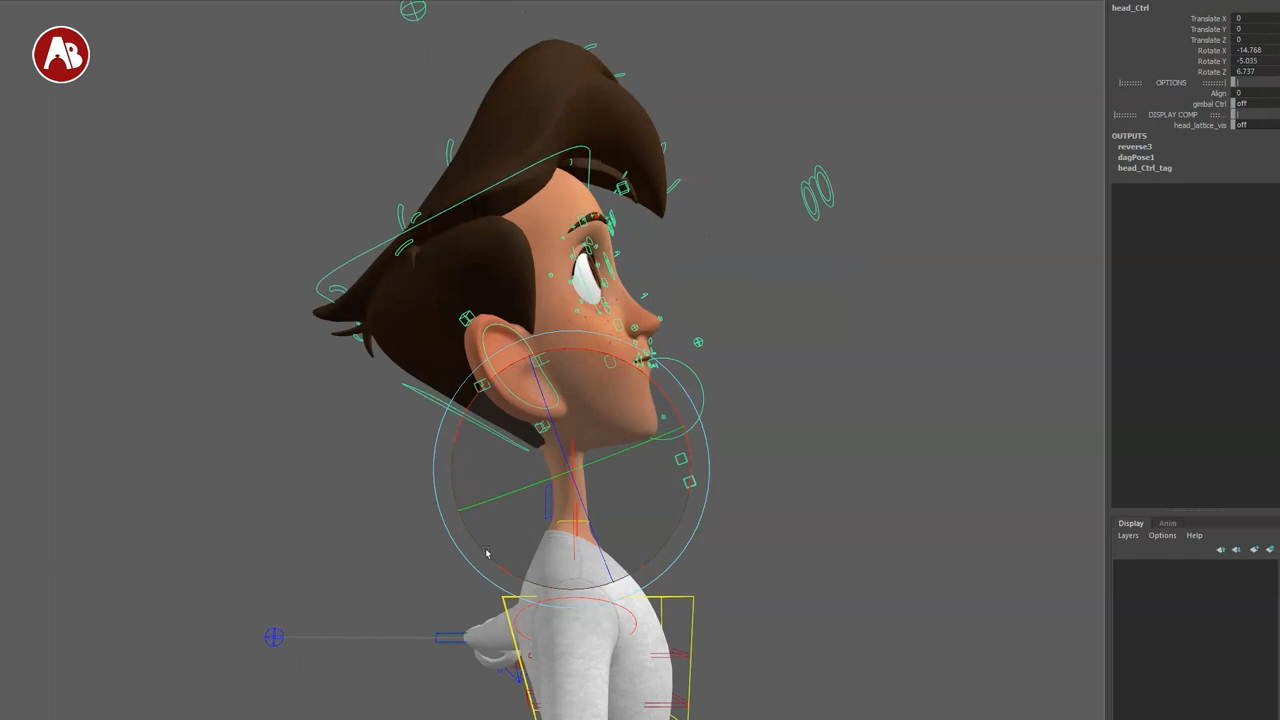 AB
head_Ctrl
Translate X 0
Translate Y 0
Translate Z 0
Rotate X -14.768
Rotate Y -5.035
Rotate Z 6.737
|:::::::: OPTIONS ::::::::|
Align 0
gimbal Ctrl off
|:::::::: DISPLAY COMP ::::..
head_lattice_vis off
OUTPUTS
reverse3
dagPose1
head_Ctrl_tag
Display Anim
Layers Options Help